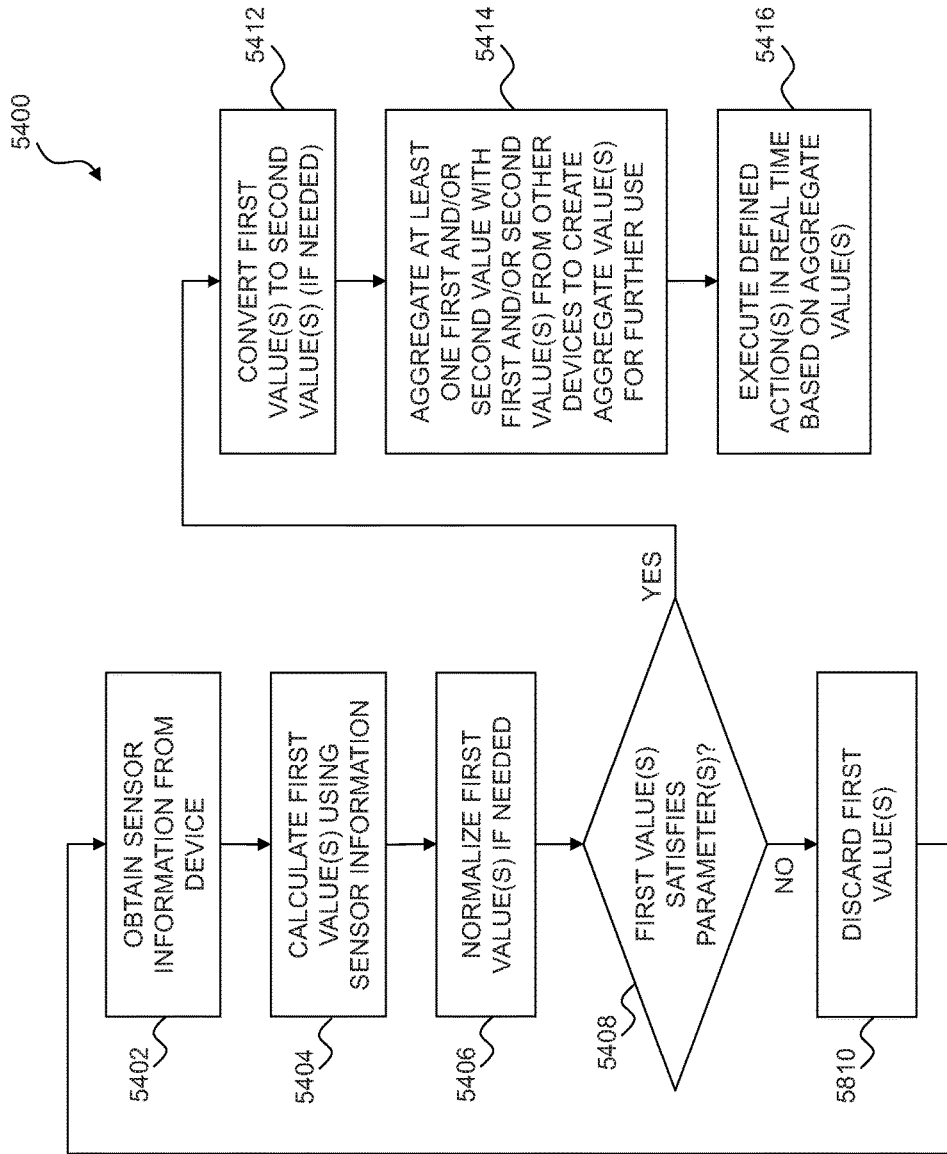 5400
OBTAIN SENSOR
INFORMATION FROM
DEVICE
5402
CALCULATE FIRST
VALUE(S) USING
SENSOR INFORMATION
5404
NORMALIZE FIRST
VALUE(S) IF NEEDED
5406
FIRST VALUE(S)
SATISFIES
PARAMETER(S)?
5408
YES
NO
DISCARD FIRST
VALUE(S)
5810
CONVERT FIRST
VALUE(S) TO SECOND
VALUE(S) (IF NEEDED)
5412
AGGREGATE AT LEAST
ONE FIRST AND/OR
SECOND VALUE WITH
FIRST AND/OR SECOND
VALUE(S) FROM OTHER
DEVICES TO CREATE
AGGREGATE VALUE(S)
FOR FURTHER USE
5414
EXECUTE DEFINED
ACTION(S) IN REAL TIME
BASED ON AGGREGATE
VALUE(S)
5416